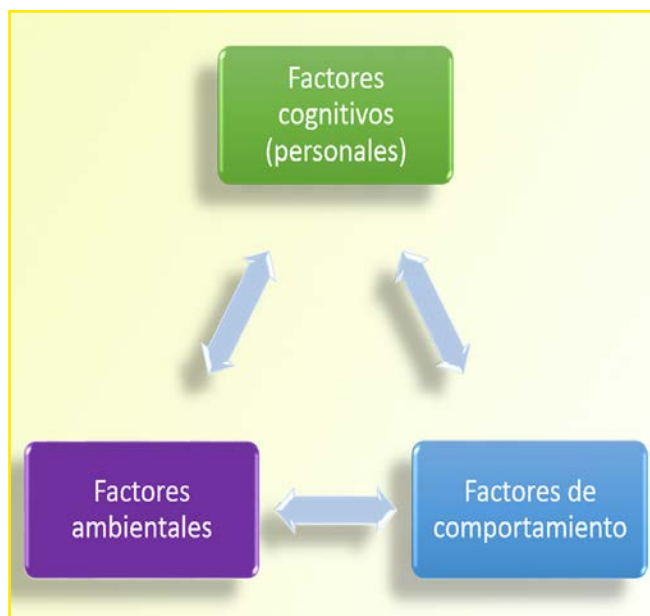 Factores
cognitivos
(personales)
Factores
ambientales
Factores de
comportamiento